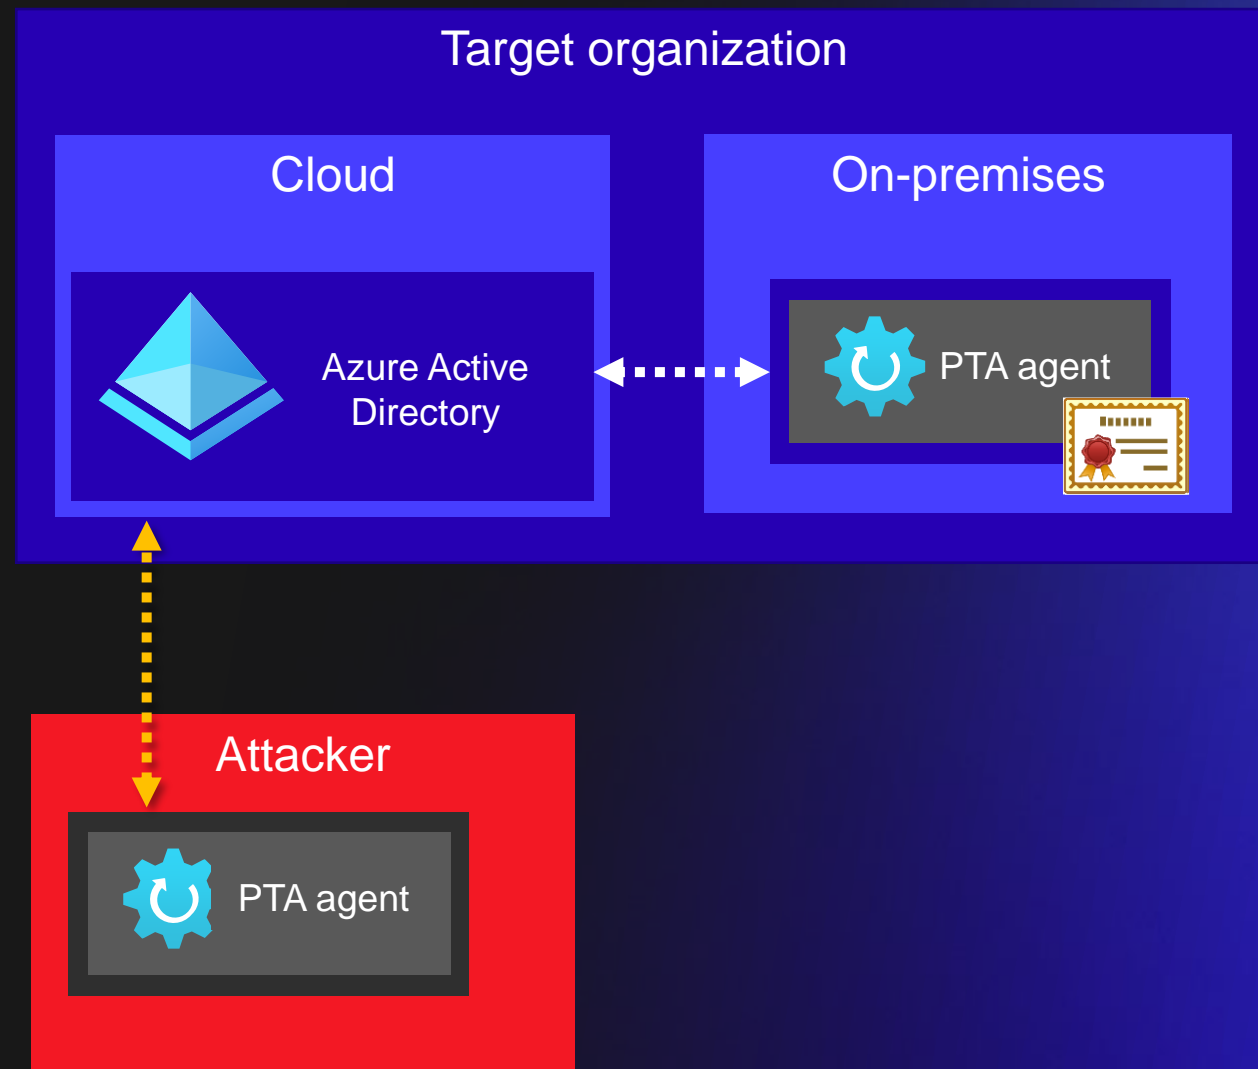 Target organization
Cloud
On-premises
Azure Active
Directory
PTA agent
Attacker
PTA agent